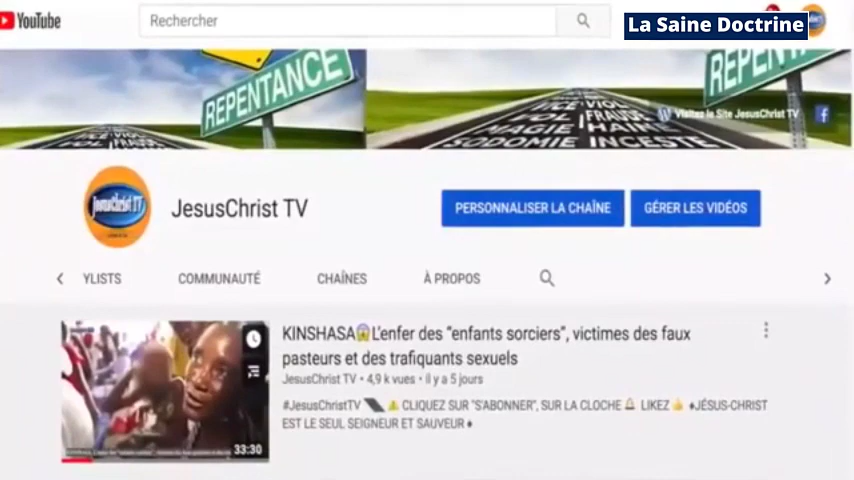 YouTube
Rechercher
La Saine Doctrine
REPENTANCE
VICE VIOL
VOL FRAUDE
MAGIE HAINE
SODOMIE INCESTE
Visitez le Site JesusChrist TV
JesusChrist TV
JesusChrist TV
PERSONNALISER LA CHAÎNE
GÉRER LES VIDÉOS
YLISTS
COMMUNAUTÉ
CHAÎNES
À PROPOS
KINSHASA😱L'enfer des "enfants sorciers", victimes des faux
pasteurs et des trafiquants sexuels
JesusChrist TV • 4,9 k vues • il y a 5 jours
#JesusChristTV ⚠️ CLIQUEZ SUR "S'ABONNER", SUR LA CLOCHE 🔔 LIKEZ 👍 ♦JÉSUS-CHRIST
EST LE SEUL SEIGNEUR ET SAUVEUR ♦
33:30